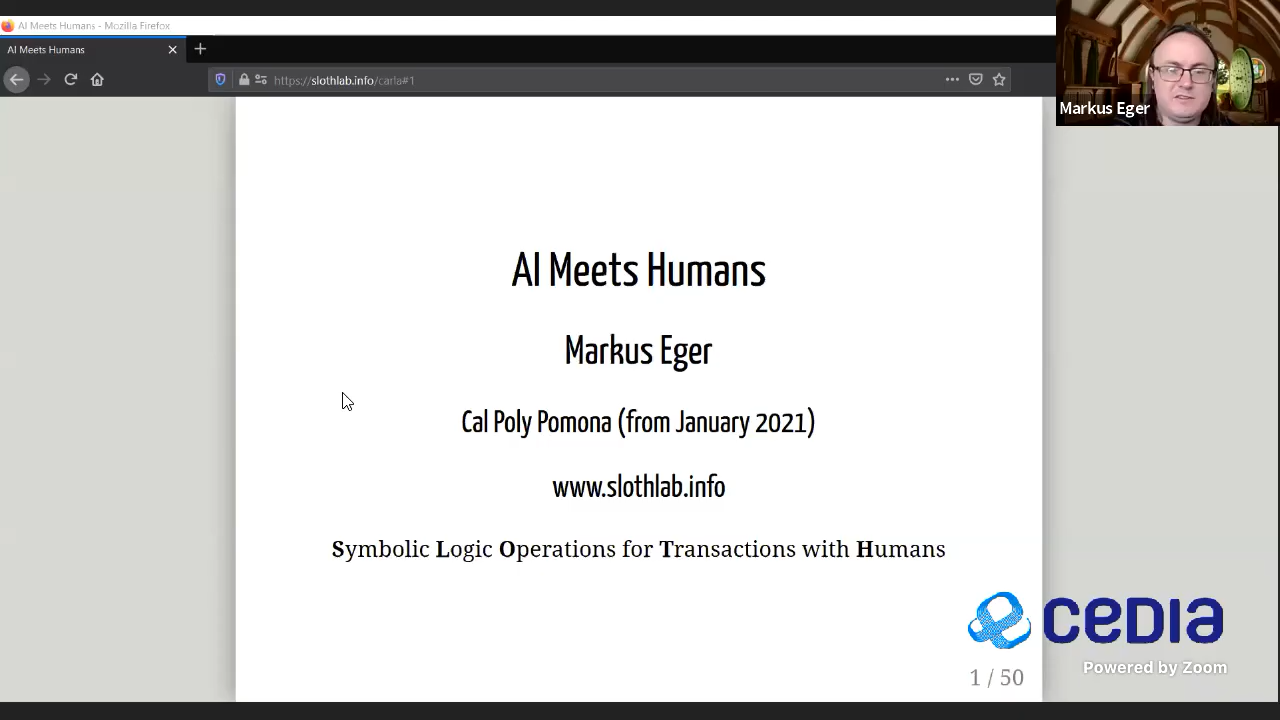 AI Meets Humans - Mozilla Firefox
AI Meets Humans
https://slothlab.info/carla#1
Markus Eger
AI Meets Humans
Markus Eger
Cal Poly Pomona (from January 2021)
www.slothlab.info
Symbolic Logic Operations for Transactions with Humans
CEDIA
Powered by Zoom
1 / 50